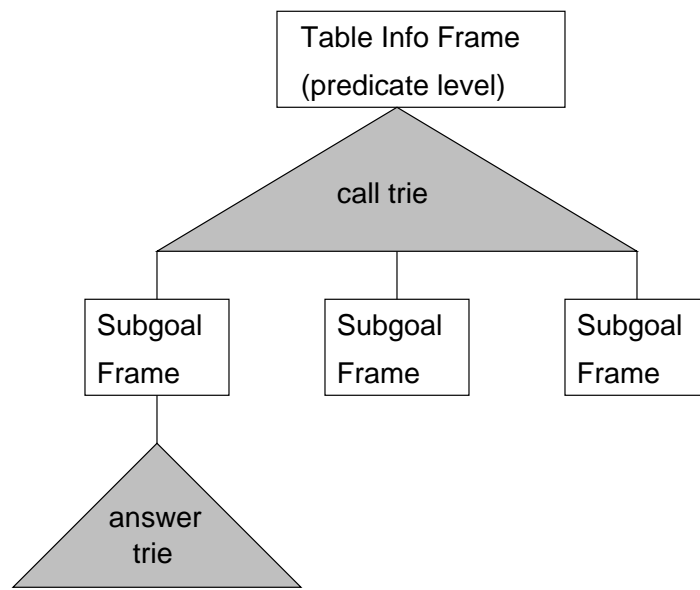 Table Info Frame
(predicate level)
call trie
Subgoal
Frame
Subgoal
Frame
Subgoal
Frame
answer
trie